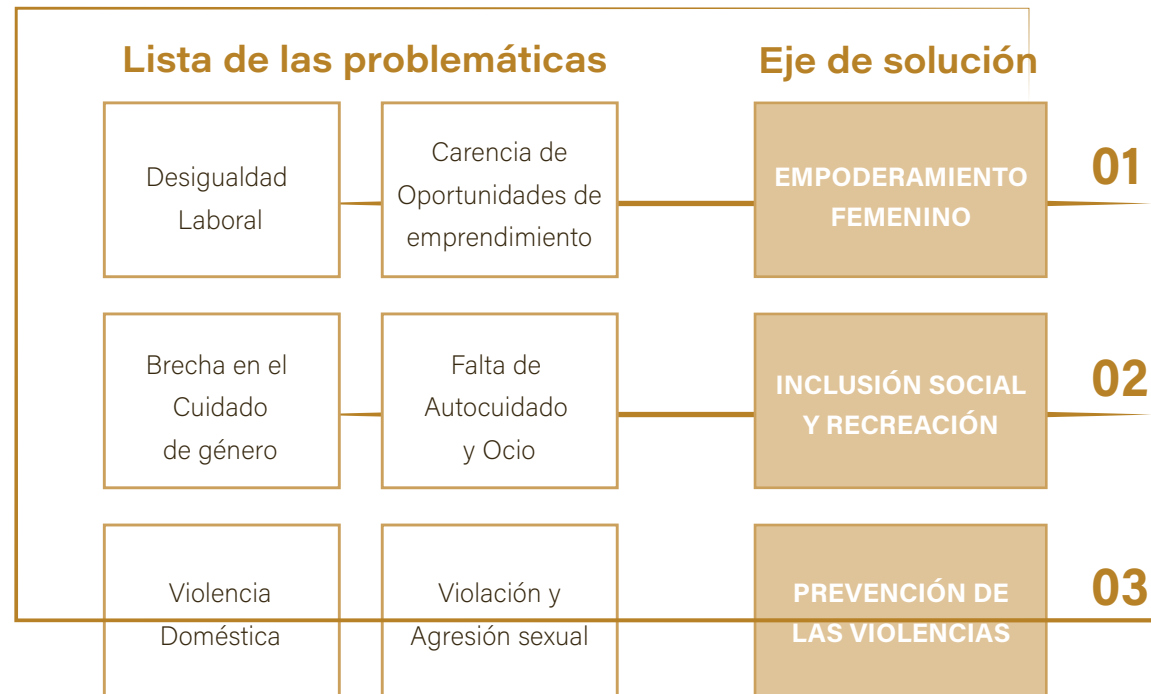 Lista de las problemáticas
Eje de solución
Desigualdad
Laboral
Carencia de
Oportunidades de
emprendimiento
EMPODERAMIENTO
FEMENINO
01
Brecha en el
Cuidado
de género
Falta de
Autocuidado
y Ocio
INCLUSIÓN SOCIAL
Y RECREACIÓN
02
Violencia
Doméstica
Violación y
Agresión sexual
PREVENCIÓN DE
LAS VIOLENCIAS
03